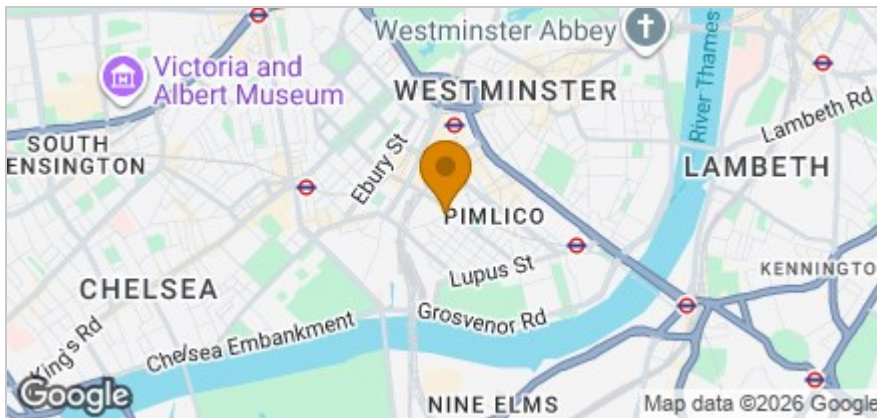 Westminster Abbey
River Thames
Victoria and
Albert Museum
WESTMINSTER
Lambeth Rd
SOUTH
ENSINGTON
Ebury St
LAMBETH
PIMLICO
Lupus St
KENNINGTO
CHELSEA
Grosvenor Rd
King's Rd
Chelsea Embankment
NINE ELMS
Google
Map data ©2026 Google